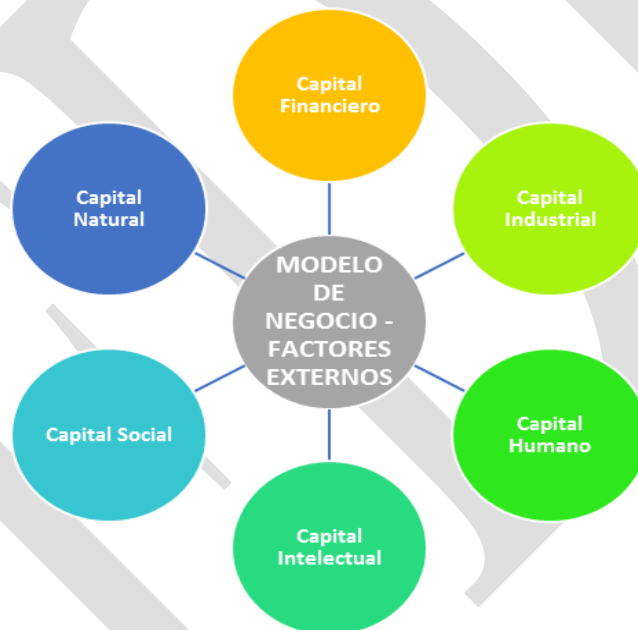 Capital
Financiero
Capital
Industrial
Capital
Humano
Capital
Intelectual
Capital Social
Capital
Natural
MODELO
DE
NEGOCIO -
FACTORES
EXTERNOS